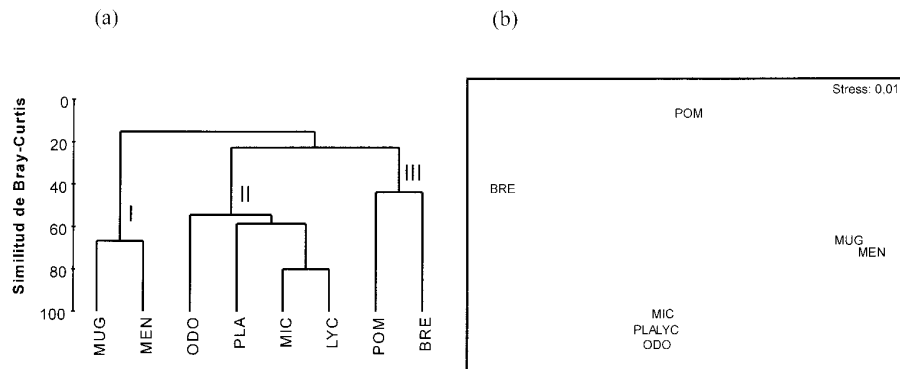 (a)
(b)
Similitud de Bray-Curtis
0
20
40
60
80
100
I
II
III
MUG
MEN
ODO
PLA
MIC
LYC
POM
BRE
Stress: 0,01
POM
BRE
MUG
MEN
MIC
PLALYC
ODO